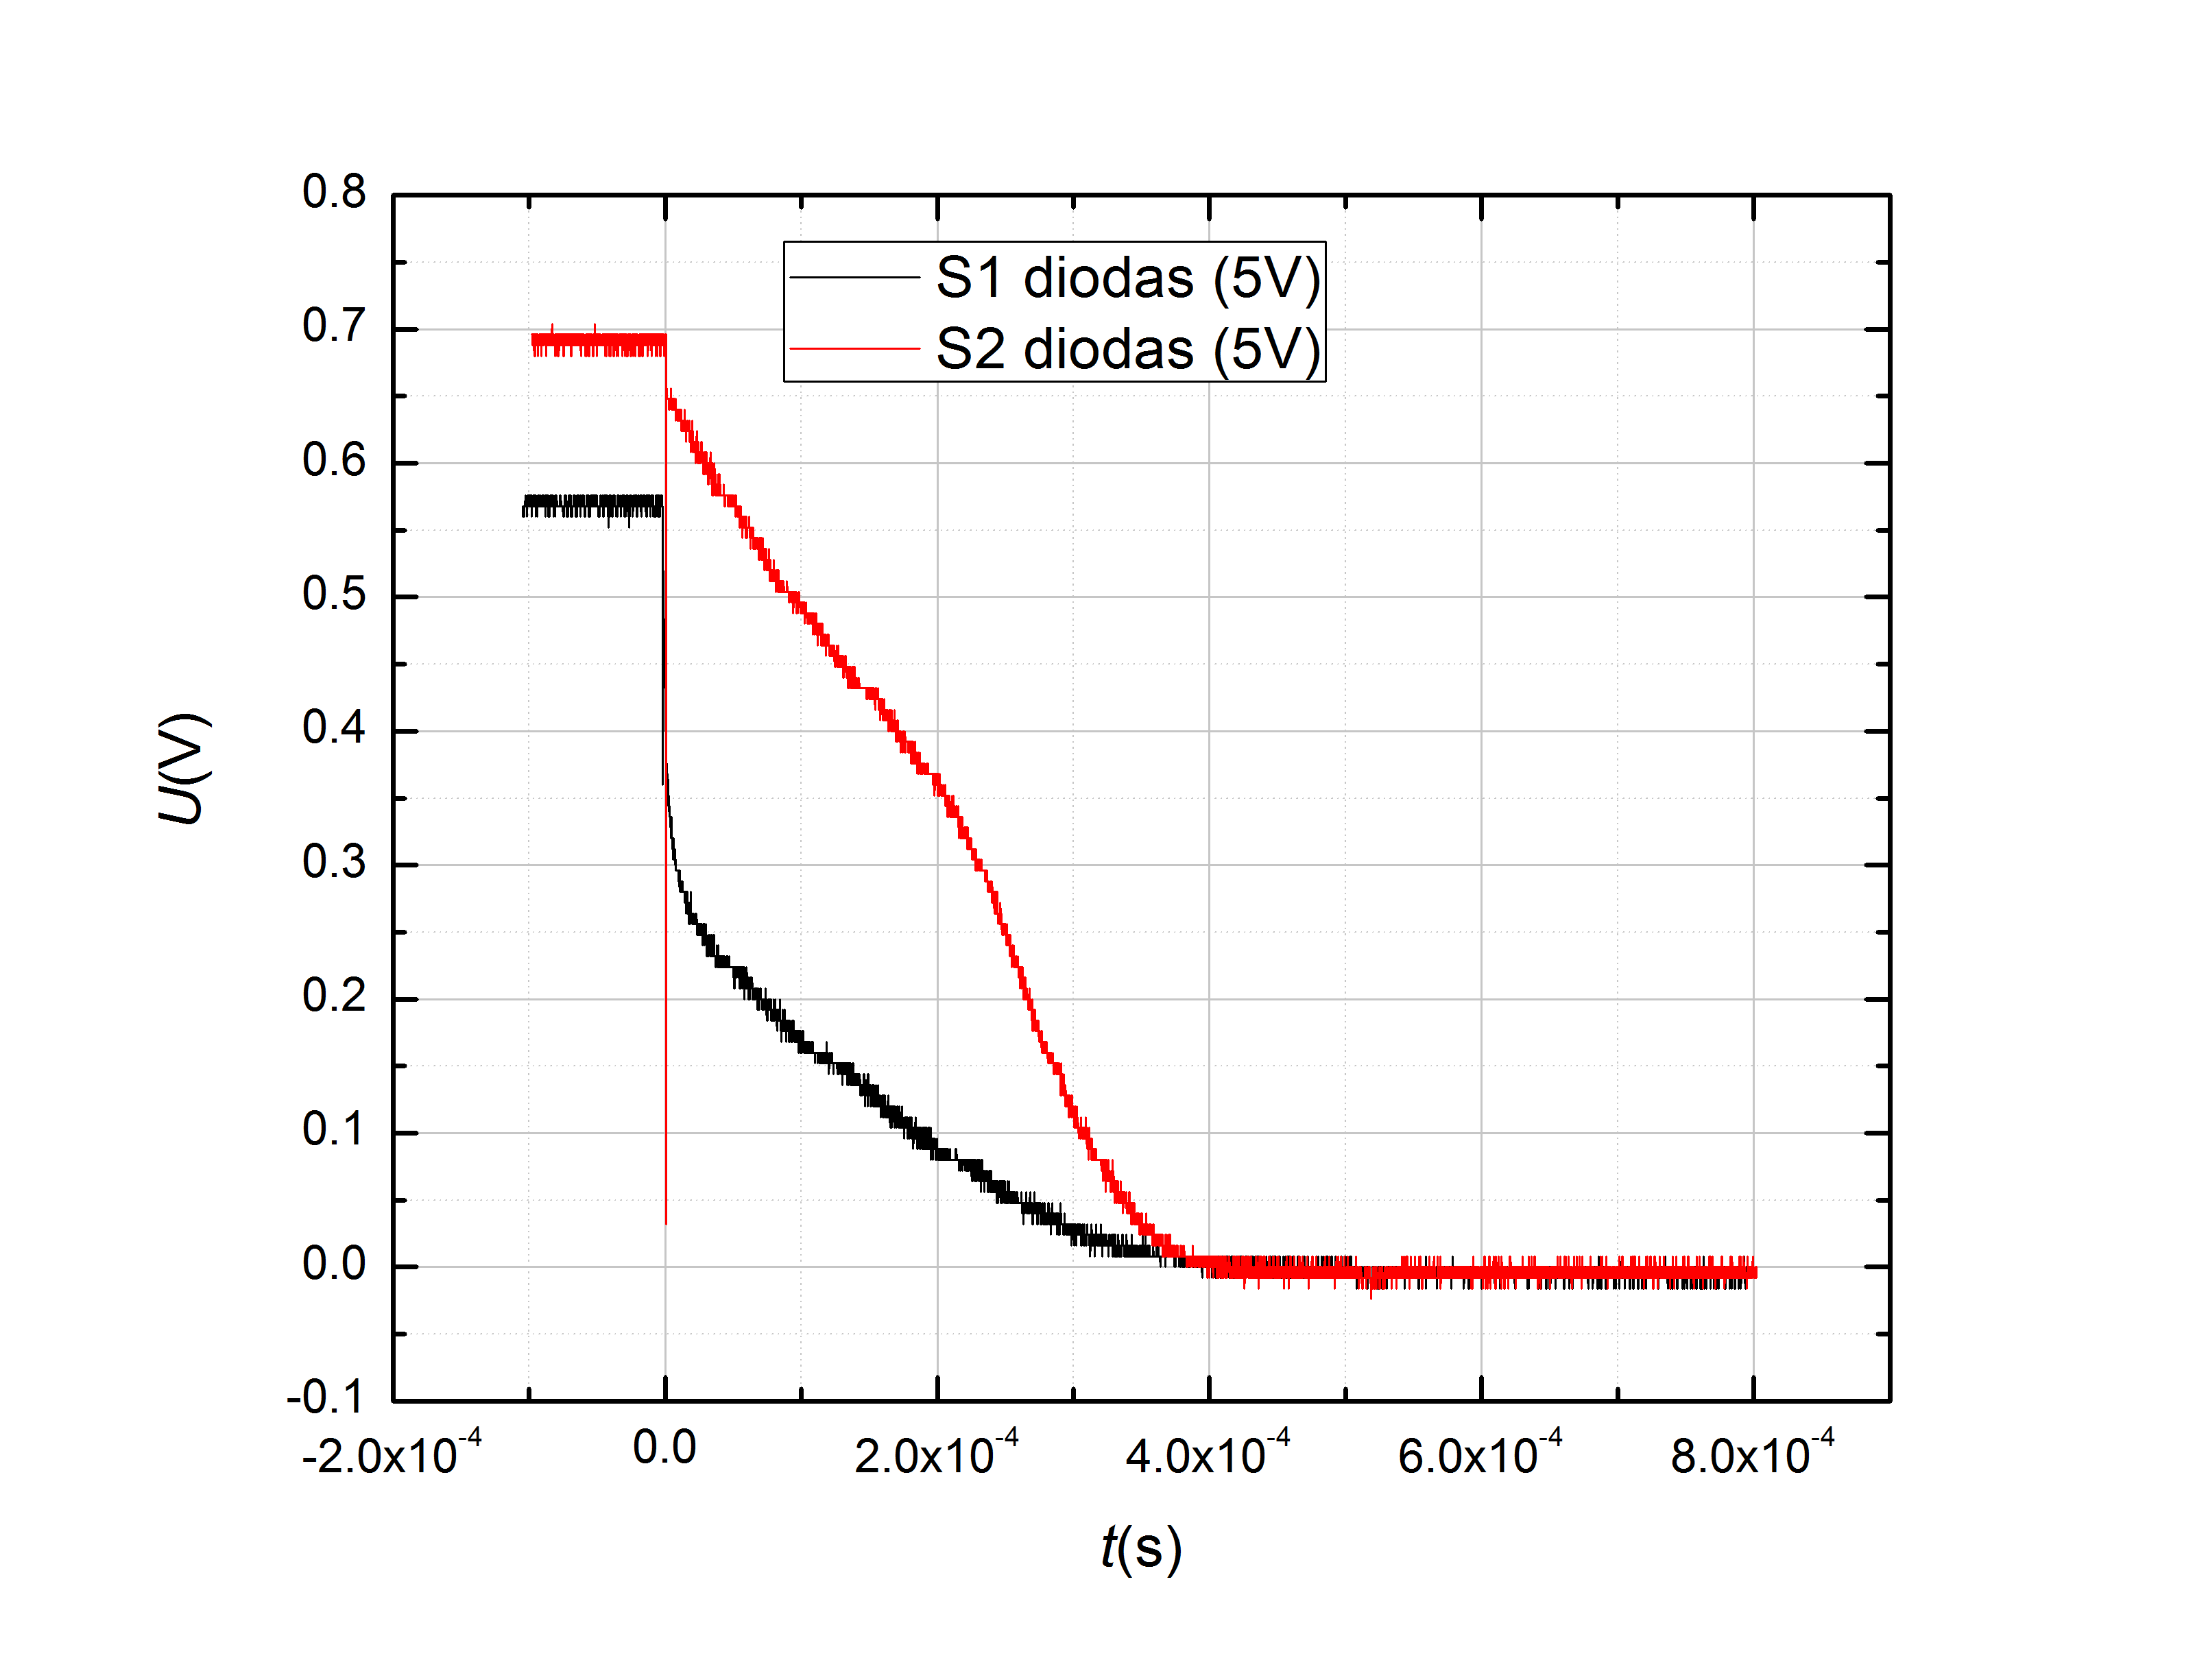 0.8
0.7
0.6
0.5
0.4
0.3
0.2
0.1
0.0
-0.1
U(V)
S1 diodas (5V)
S2 diodas (5V)
-2.0x10⁻⁴
0.0
2.0x10⁻⁴
4.0x10⁻⁴
6.0x10⁻⁴
8.0x10⁻⁴
t(s)